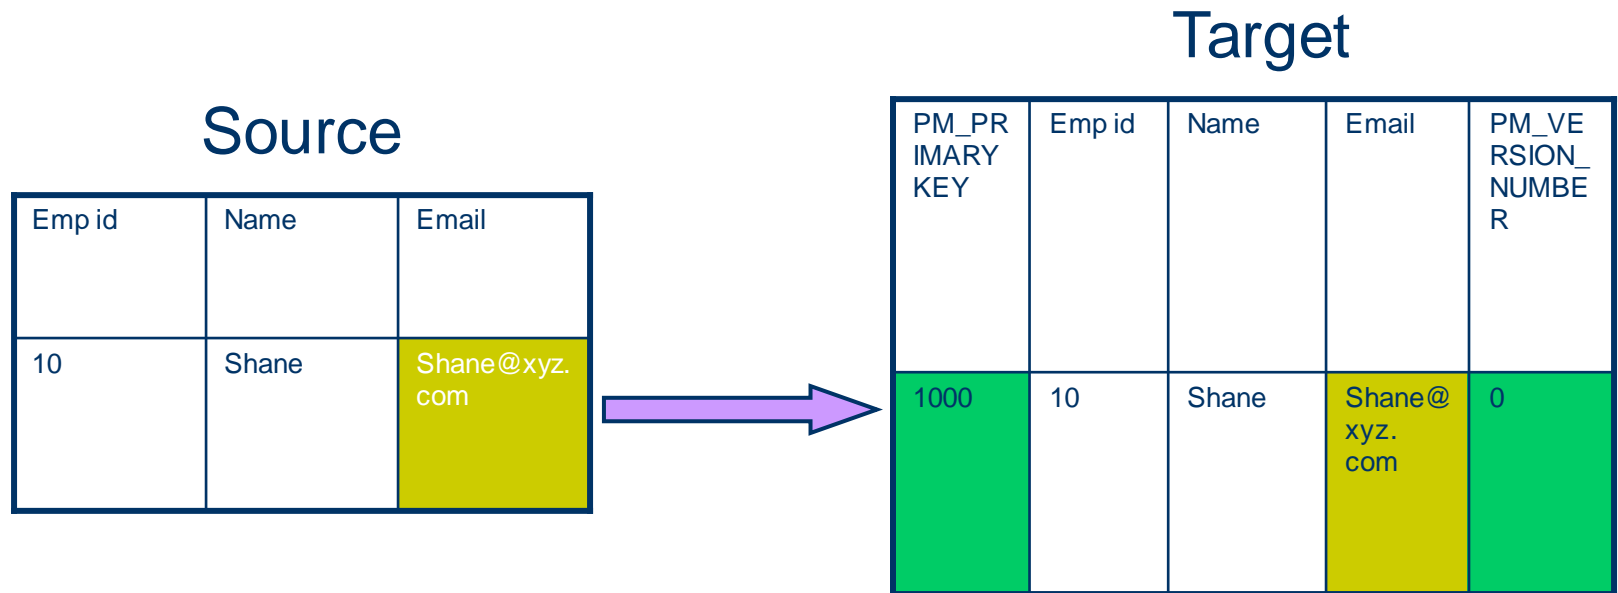 Target
Source
Emp id
Name
Email
10
Shane
Shane@xyz.
com
PM_PR
IMARY
KEY
Emp id
Name
Email
PM_VE
RSION_
NUMBE
R
1000
10
Shane
Shane@
xyz.
com
0